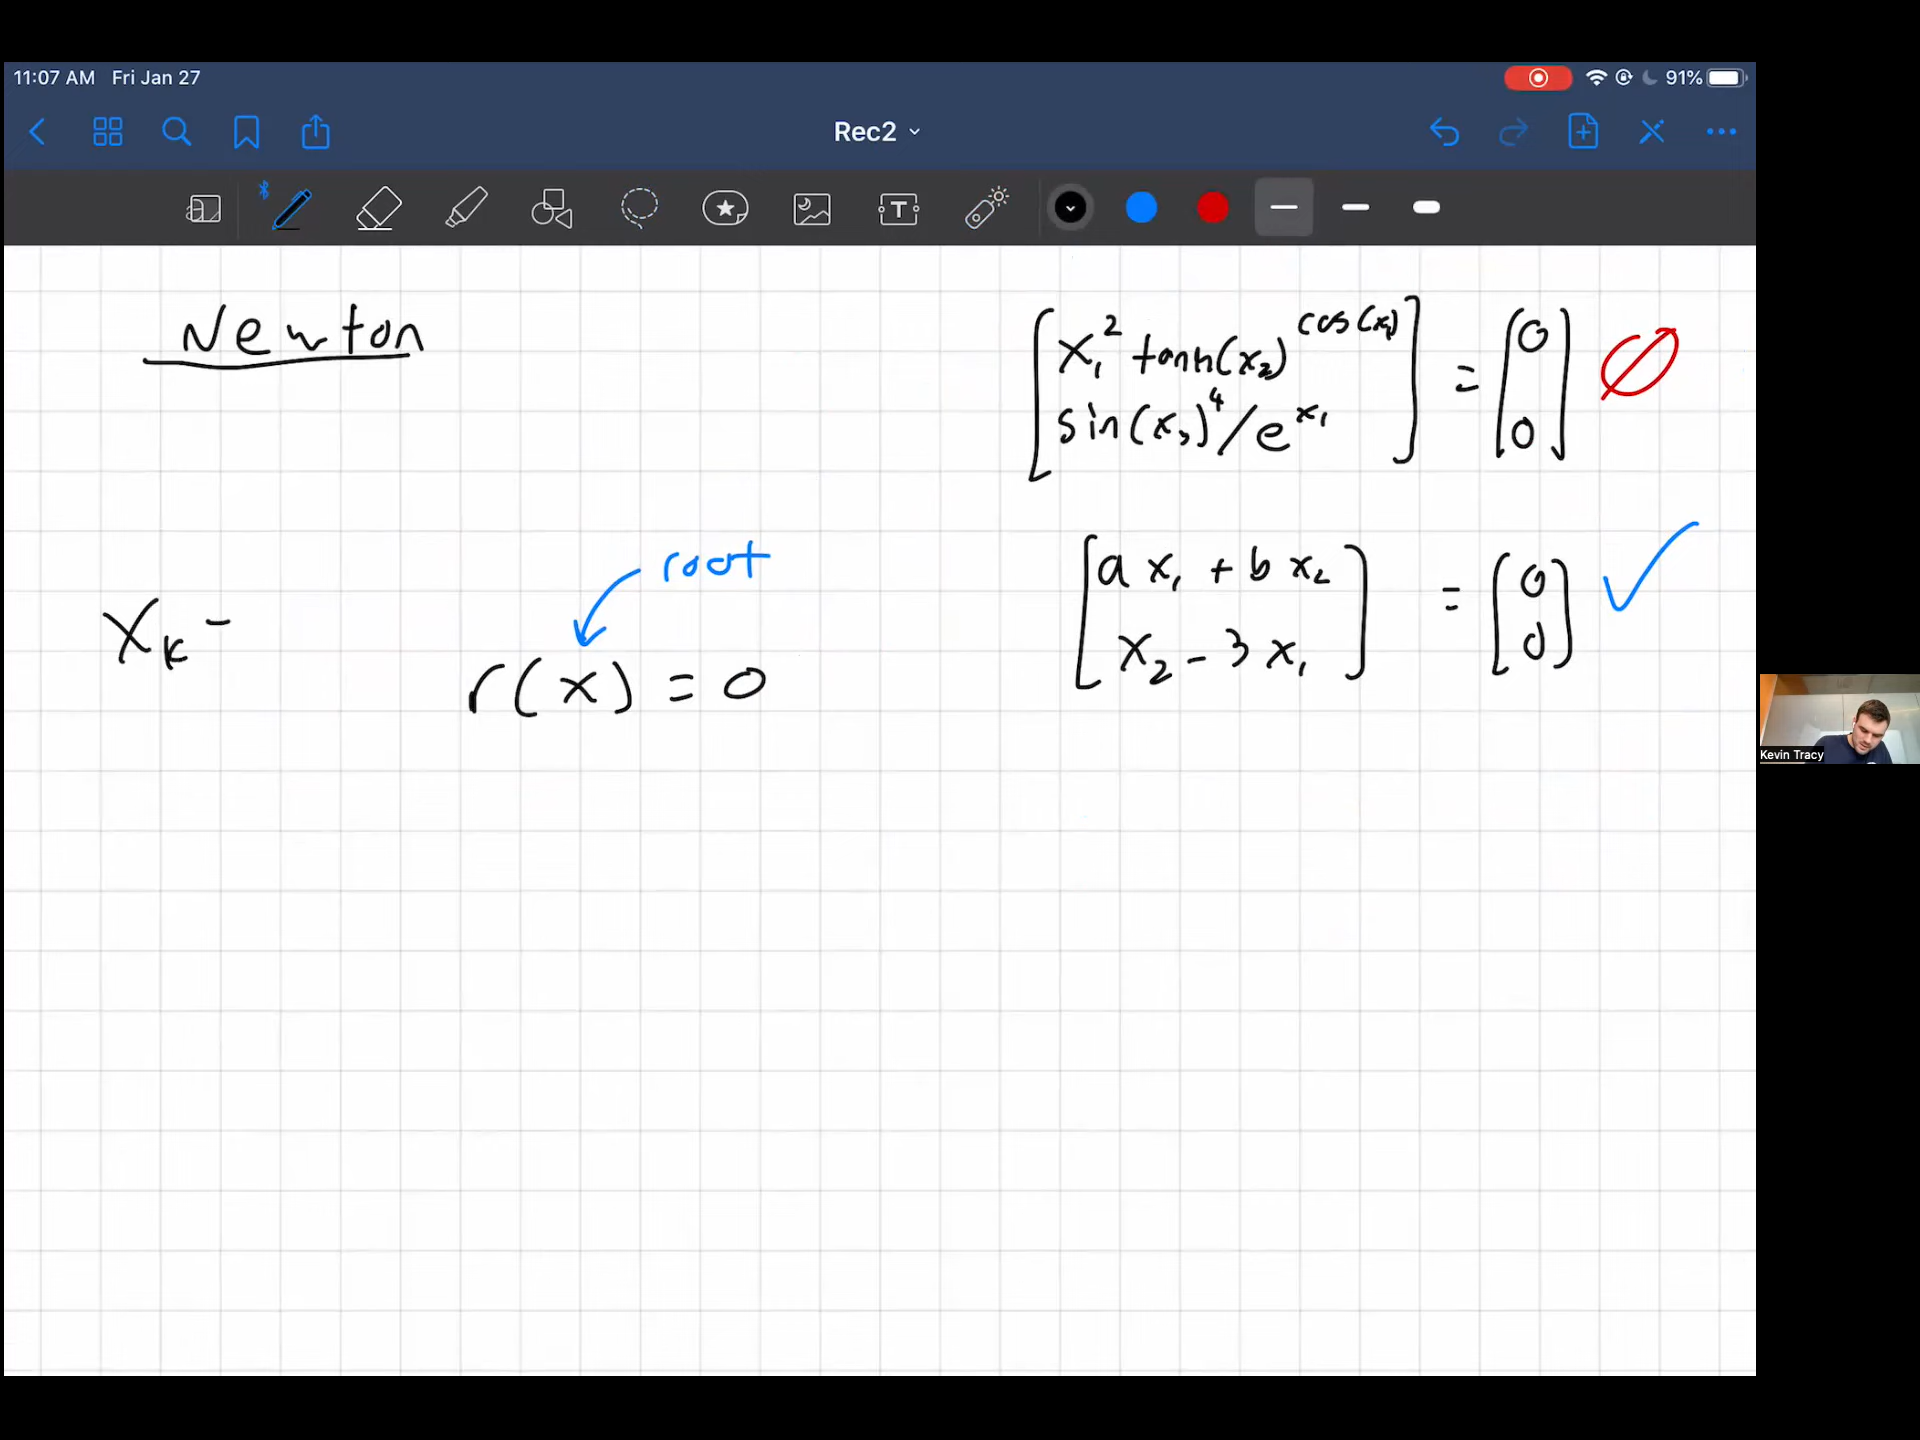 11:07 AM Fri Jan 27
91%
Rec2
T
Newton
[x₁² tanh(x₂)^cos(x₁)] = [0] ∅
[sin(x₂)⁴/e^x₁] [0]
root
[a x₁ + b x₂] = [0] ✓
[x₂ - 3 x₁] [0]
x_k -
r(x) = 0
Kevin Tracy